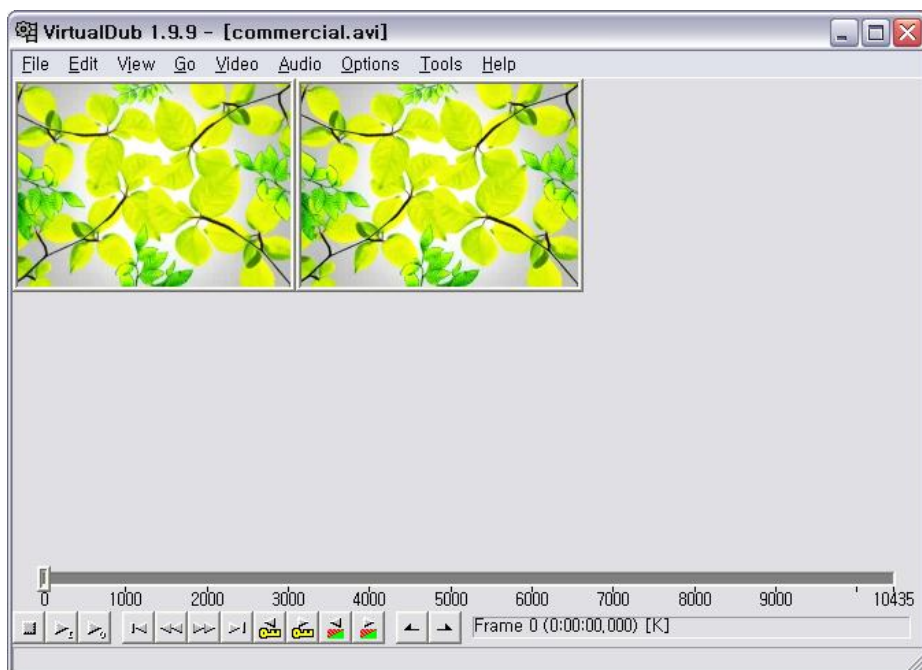 VirtualDub 1.9.9 - [commercial.avi]
File Edit View Go Video Audio Options Tools Help
0 1000 2000 3000 4000 5000 6000 7000 8000 9000 10435
Frame 0 (0:00:00,000) [K]